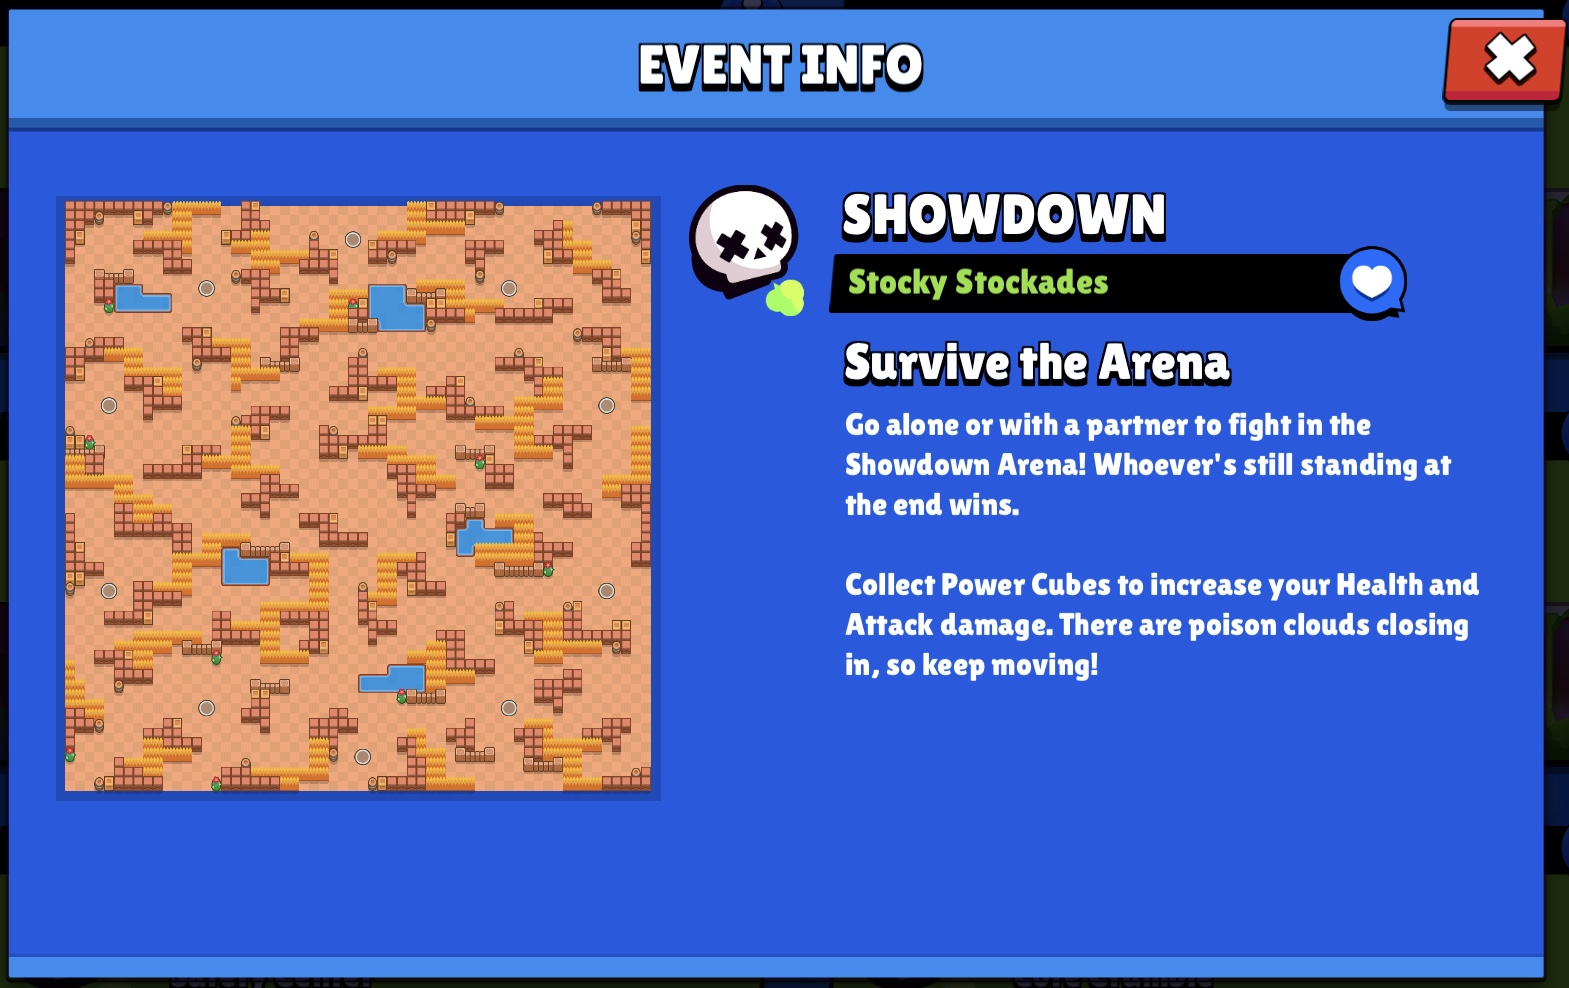 EVENT INFO
SHOWDOWN
Stocky Stockades
Survive the Arena
Go alone or with a partner to fight in the
Showdown Arena! Whoever's still standing at
the end wins.
Collect Power Cubes to increase your Health and
Attack damage. There are poison clouds closing
in, so keep moving!